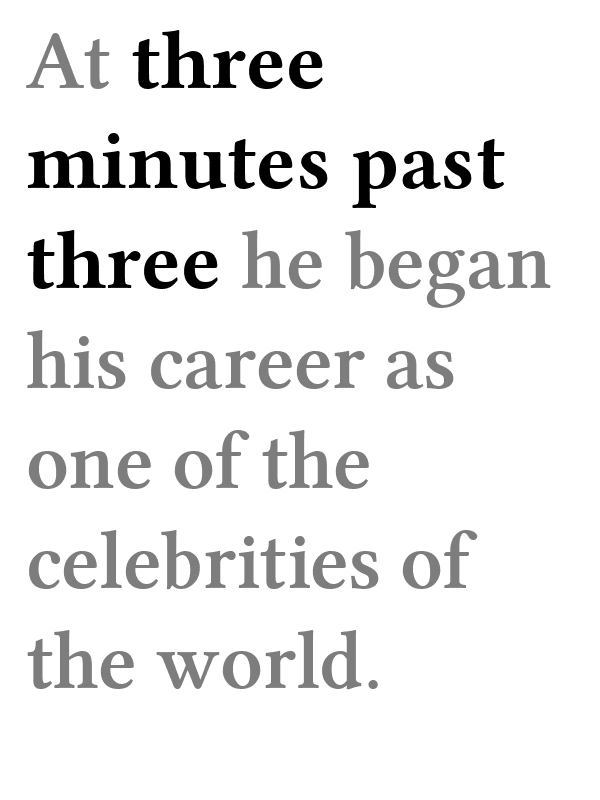 At three
minutes past
three he began
his career as
one of the
celebrities of
the world.